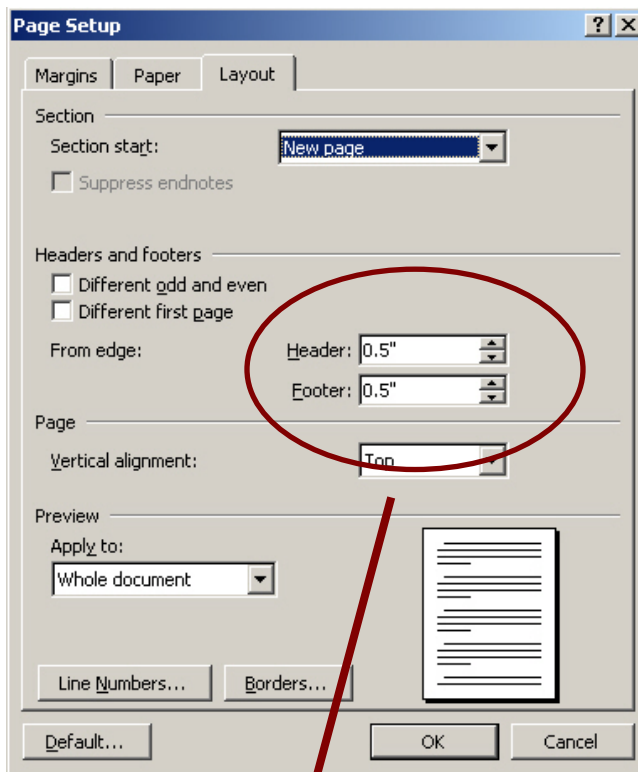 Page Setup
Margins Paper Layout
Section
Section start: New page
Suppress endnotes
Headers and footers
Different odd and even
Different first page
From edge: Header: 0.5"
Footer: 0.5"
Page
Vertical alignment: Top
Preview
Apply to:
Whole document
Line Numbers... Borders...
Default... OK Cancel